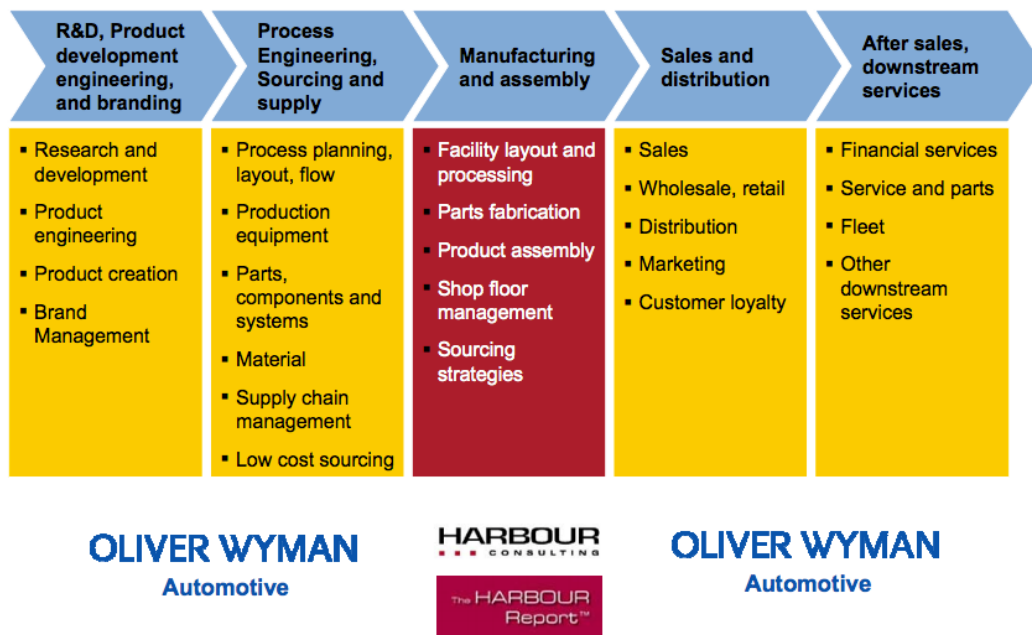 R&D, Product
development
engineering,
and branding
Process
Engineering,
Sourcing and
supply
Manufacturing
and assembly
Sales and
distribution
After sales,
downstream
services
▪ Research and
development
▪ Product
engineering
▪ Product creation
▪ Brand
Management
▪ Process planning,
layout, flow
▪ Production
equipment
▪ Parts,
components and
systems
▪ Material
▪ Supply chain
management
▪ Low cost sourcing
▪ Facility layout and
processing
▪ Parts fabrication
▪ Product assembly
▪ Shop floor
management
▪ Sourcing
strategies
▪ Sales
▪ Wholesale, retail
▪ Distribution
▪ Marketing
▪ Customer loyalty
▪ Financial services
▪ Service and parts
▪ Fleet
▪ Other
downstream
services
OLIVER WYMAN
Automotive
HARBOUR
CONSULTING
The HARBOUR
Report™
OLIVER WYMAN
Automotive